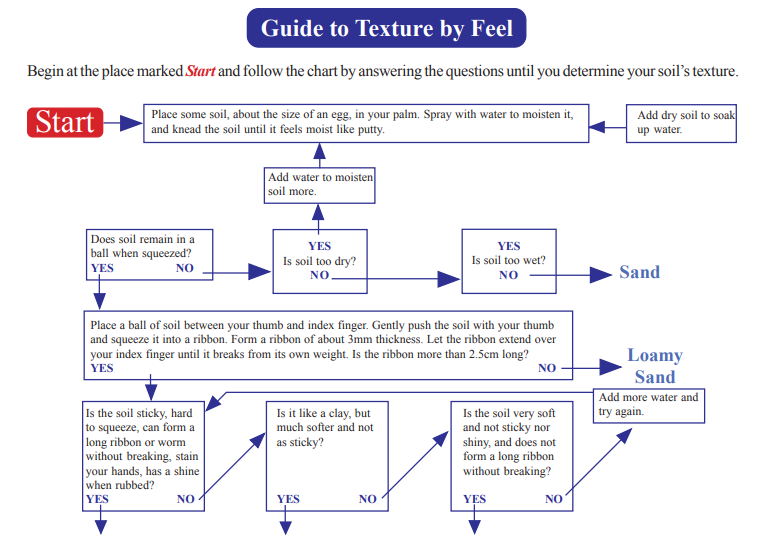 Guide to Texture by Feel
Begin at the place marked Start and follow the chart by answering the questions until you determine your soil's texture.
Start
Place some soil, about the size of an egg, in your palm. Spray with water to moisten it,
and knead the soil until it feels moist like putty.
Add dry soil to soak
up water.
Add water to moisten
soil more.
Does soil remain in a
ball when squeezed?
YES NO
YES
Is soil too dry?
NO
YES
Is soil too wet?
NO
Sand
Place a ball of soil between your thumb and index finger. Gently push the soil with your thumb
and squeeze it into a ribbon. Form a ribbon of about 3mm thickness. Let the ribbon extend over
your index finger until it breaks from its own weight. Is the ribbon more than 2.5cm long?
YES NO
Loamy
Sand
Add more water and
try again.
Is the soil sticky, hard
to squeeze, can form a
long ribbon or worm
without breaking, stain
your hands, has a shine
when rubbed?
YES NO
Is it like a clay, but
much softer and not
as sticky?
YES NO
Is the soil very soft
and not sticky nor
shiny, and does not
form a long ribbon
without breaking?
YES NO